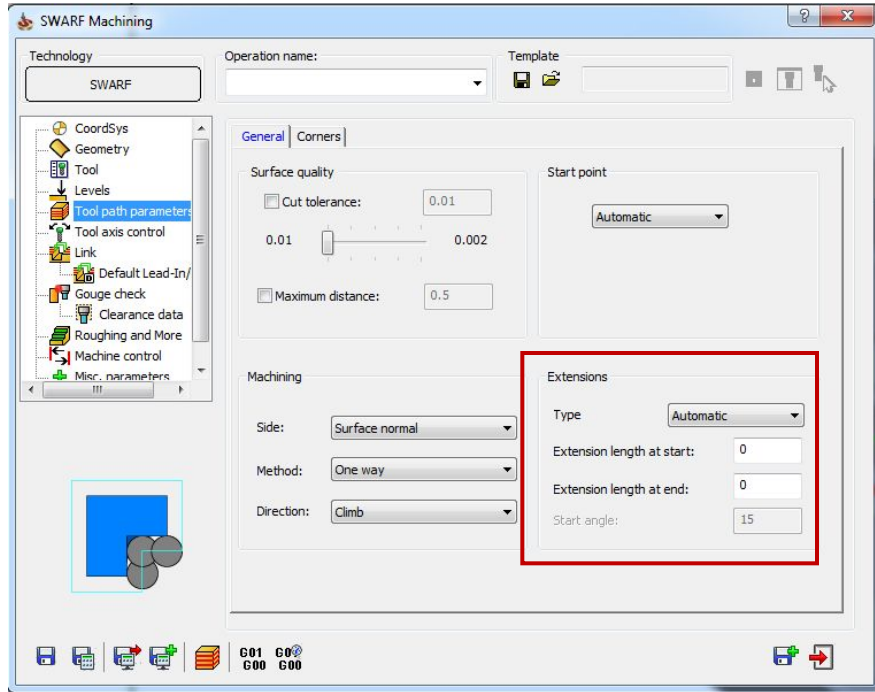 SWARF Machining
Technology
SWARF
Operation name:
Template
CoordSys
Geometry
Tool
Levels
Tool path parameters
Tool axis control
Link
Default Lead-In/
Gouge check
Clearance data
Roughing and More
Machine control
Misc. parameters
General
Corners
Surface quality
Cut tolerance:
0.01
0.01
0.002
Maximum distance:
0.5
Start point
Automatic
Machining
Side:
Surface normal
Method:
One way
Direction:
Climb
Extensions
Type
Automatic
Extension length at start:
0
Extension length at end:
0
Start angle:
15
G01 G0
G00 G00